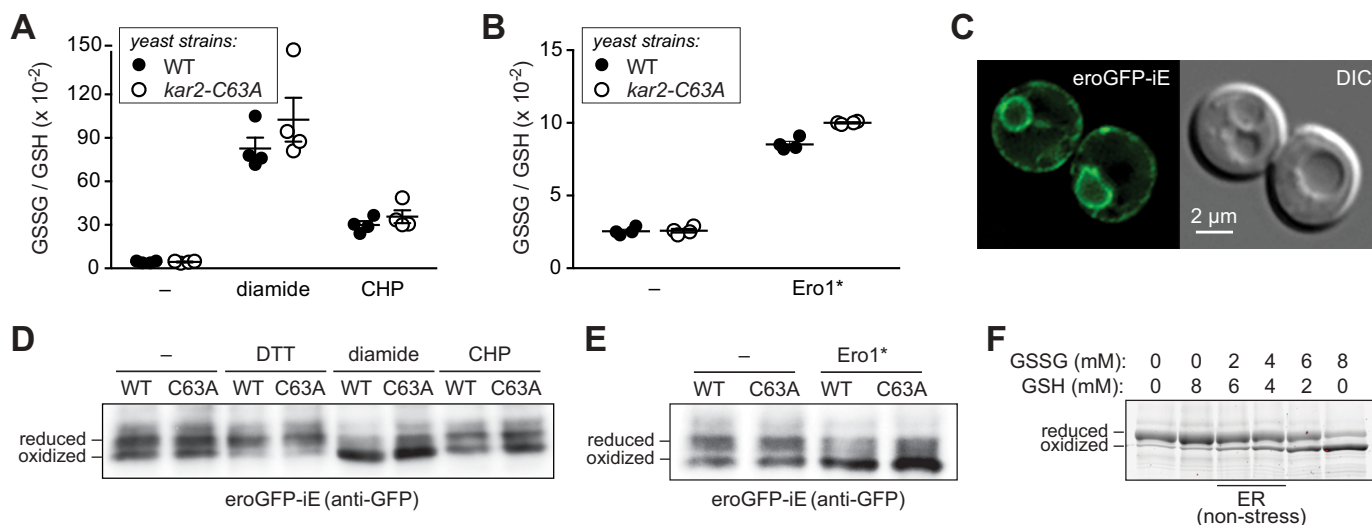 A
GSSG / GSH (x 10-2)
150
120
90
60
30
0
yeast strains:
WT
kar2-C63A
–
diamide
CHP
B
GSSG / GSH (x 10-2)
15
10
5
0
yeast strains:
WT
kar2-C63A
–
Ero1*
C
eroGFP-iE
DIC
2 µm
D
– DTT diamide CHP
WT C63A WT C63A WT C63A WT C63A
reduced
oxidized
eroGFP-iE (anti-GFP)
E
– Ero1*
WT C63A WT C63A
reduced
oxidized
eroGFP-iE (anti-GFP)
F
GSSG (mM): 0 0 2 4 6 8
GSH (mM): 0 8 6 4 2 0
reduced
oxidized
ER
(non-stress)